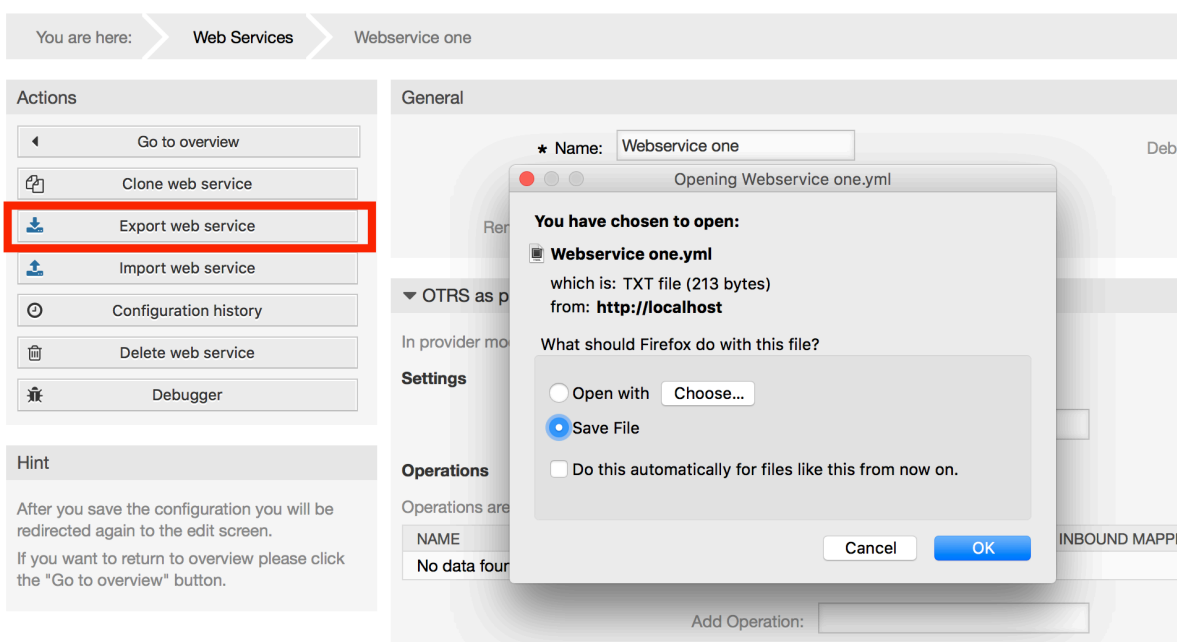 You are here:
Web Services
Webservice one
Actions
Go to overview
Clone web service
Export web service
Import web service
Configuration history
Delete web service
Debugger
Hint
After you save the configuration you will be
redirected again to the edit screen.
If you want to return to overview please click
the "Go to overview" button.
General
* Name: Webservice one
Deb
Rer
OTRS as p
In provider mo
Settings
Operations
Operations are
NAME
INBOUND MAPPI
No data foun
Add Operation:
Opening Webservice one.yml
You have chosen to open:
Webservice one.yml
which is: TXT file (213 bytes)
from: http://localhost
What should Firefox do with this file?
Open with Choose...
Save File
Do this automatically for files like this from now on.
Cancel
OK